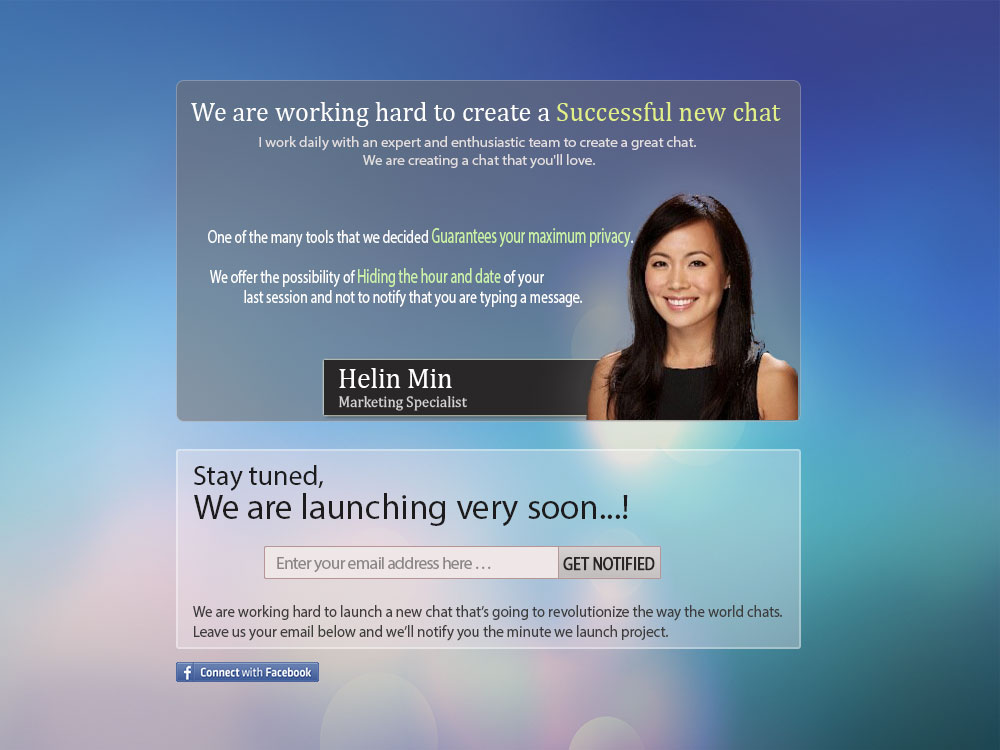 We are working hard to create a Successful new chat
I work daily with an expert and enthusiastic team to create a great chat.
We are creating a chat that you'll love.
One of the many tools that we decided Guarantees your maximum privacy.
We offer the possibility of Hiding the hour and date of your
last session and not to notify that you are typing a message.
Helin Min
Marketing Specialist
Stay tuned,
We are launching very soon...!
Enter your email address here . . .
GET NOTIFIED
We are working hard to launch a new chat that's going to revolutionize the way the world chats.
Leave us your email below and we'll notify you the minute we launch project.
f Connect with Facebook